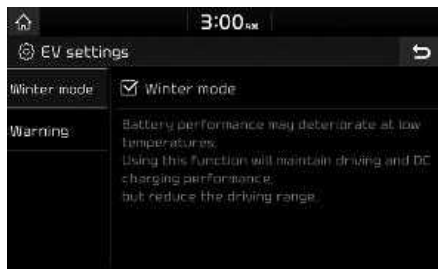 3:00 AM
EV settings
Winter mode
Winter mode
Warning
Battery performance may deteriorate at low
temperatures.
Using this function will maintain driving and DC
charging performance,
but reduce the driving range.